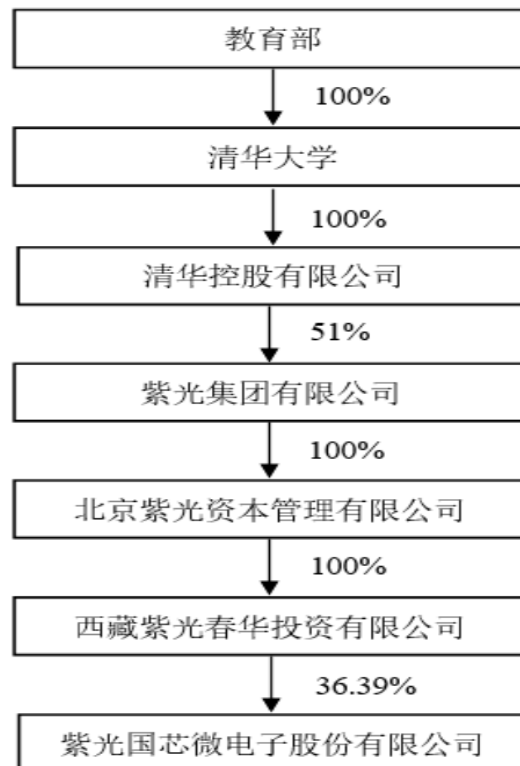 教育部
100%
清华大学
100%
清华控股有限公司
51%
紫光集团有限公司
100%
北京紫光资本管理有限公司
100%
西藏紫光春华投资有限公司
36.39%
紫光国芯微电子股份有限公司